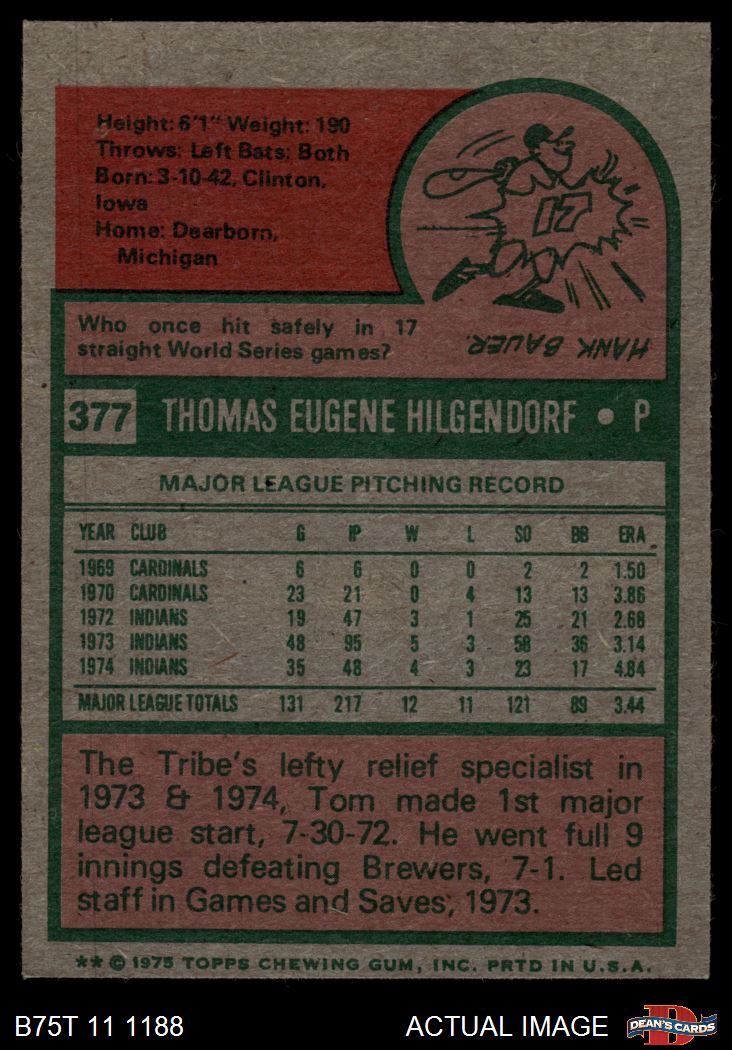 Height: 6'1" Weight: 190
Throws: Left Bats: Both
Born: 3-10-42, Clinton,
Iowa
Home: Dearborn,
Michigan
17
Who once hit safely in 17
straight World Series games?
HANK BAUER.
377 THOMAS EUGENE HILGENDORF • P
MAJOR LEAGUE PITCHING RECORD
YEAR CLUB G IP W L SO BB ERA
1969 CARDINALS 6 6 0 0 2 2 1.50
1970 CARDINALS 23 21 0 4 13 13 3.86
1972 INDIANS 19 47 3 1 25 21 2.68
1973 INDIANS 48 95 5 3 58 36 3.14
1974 INDIANS 35 48 4 3 23 17 4.84
MAJOR LEAGUE TOTALS 131 217 12 11 121 89 3.44
The Tribe's lefty relief specialist in
1973 & 1974, Tom made 1st major
league start, 7-30-72. He went full 9
innings defeating Brewers, 7-1. Led
staff in Games and Saves, 1973.
** © 1975 TOPPS CHEWING GUM, INC. PRTD IN U.S.A.
B75T 11 1188 ACTUAL IMAGE
D
DEAN'S CARDS